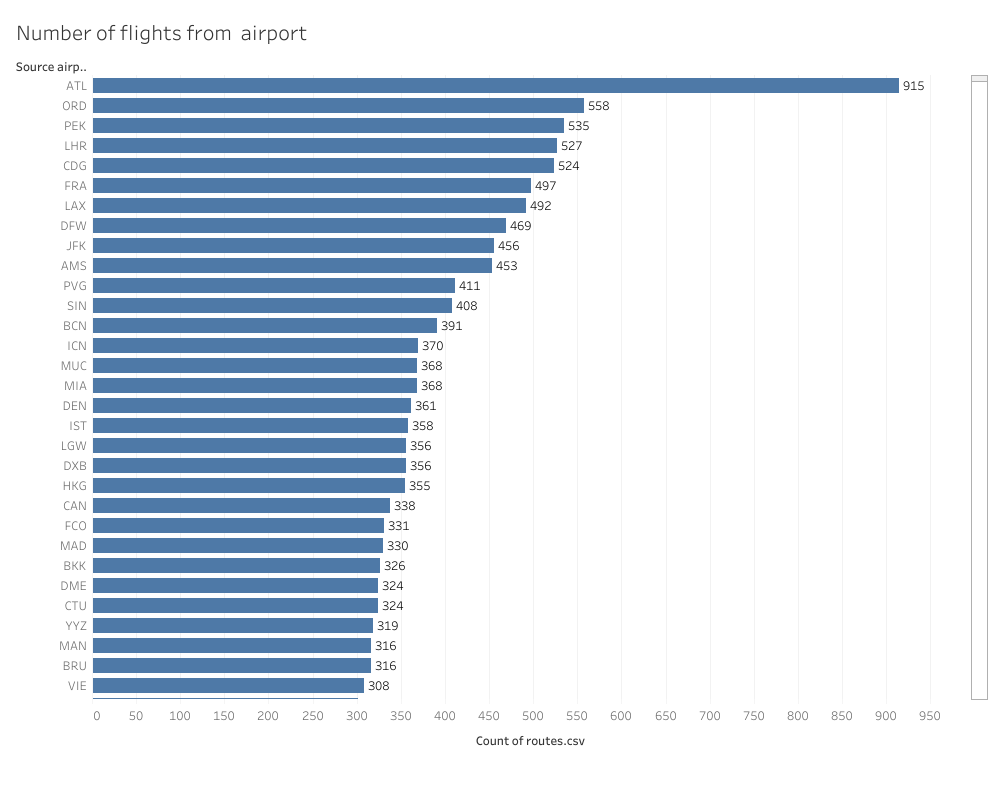 Number of flights from  airport
Source airp..
ATL 915
ORD 558
PEK 535
LHR 527
CDG 524
FRA 497
LAX 492
DFW 469
JFK 456
AMS 453
PVG 411
SIN 408
BCN 391
ICN 370
MUC 368
MIA 368
DEN 361
IST 358
LGW 356
DXB 356
HKG 355
CAN 338
FCO 331
MAD 330
BKK 326
DME 324
CTU 324
YYZ 319
MAN 316
BRU 316
VIE 308
0 50 100 150 200 250 300 350 400 450 500 550 600 650 700 750 800 850 900 950
Count of routes.csv